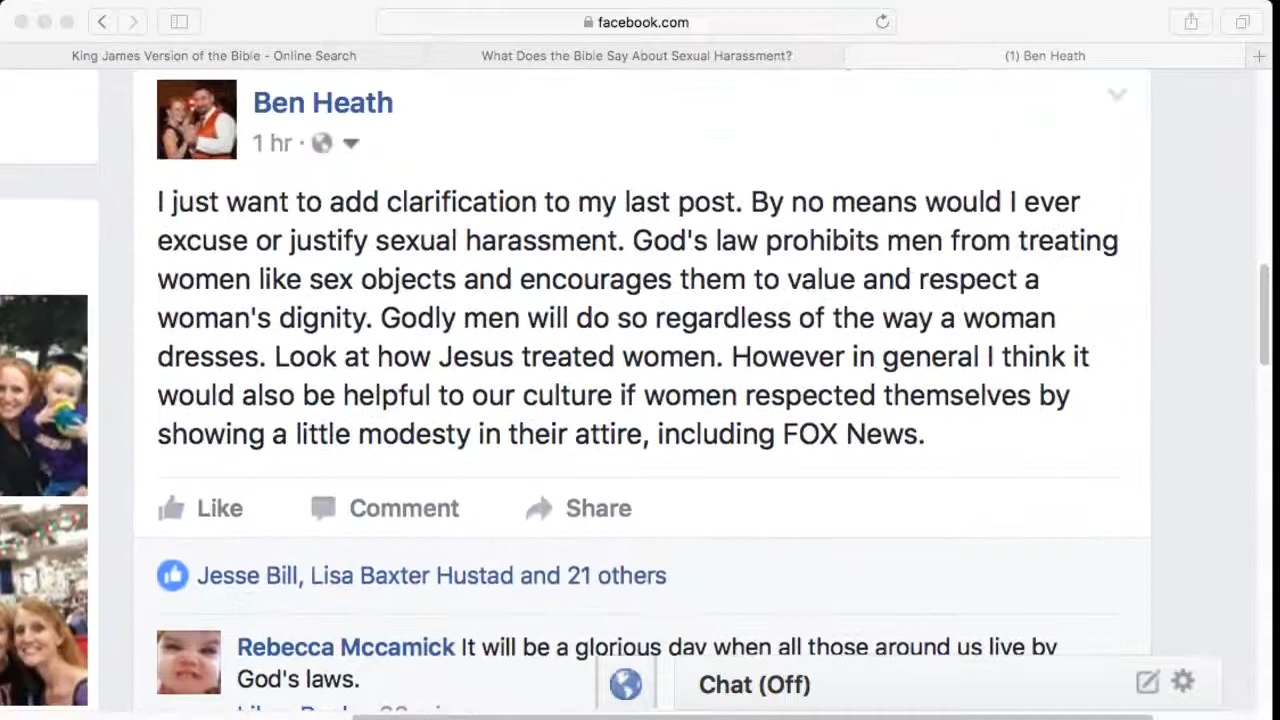 facebook.com
King James Version of the Bible - Online Search
What Does the Bible Say About Sexual Harassment?
(1) Ben Heath
Ben Heath
1 hr
I just want to add clarification to my last post. By no means would I ever
excuse or justify sexual harassment. God's law prohibits men from treating
women like sex objects and encourages them to value and respect a
woman's dignity. Godly men will do so regardless of the way a woman
dresses. Look at how Jesus treated women. However in general I think it
would also be helpful to our culture if women respected themselves by
showing a little modesty in their attire, including FOX News.
Like Comment Share
Jesse Bill, Lisa Baxter Hustad and 21 others
Rebecca Mccamick It will be a glorious day when all those around us live by
God's laws.
Chat (Off)